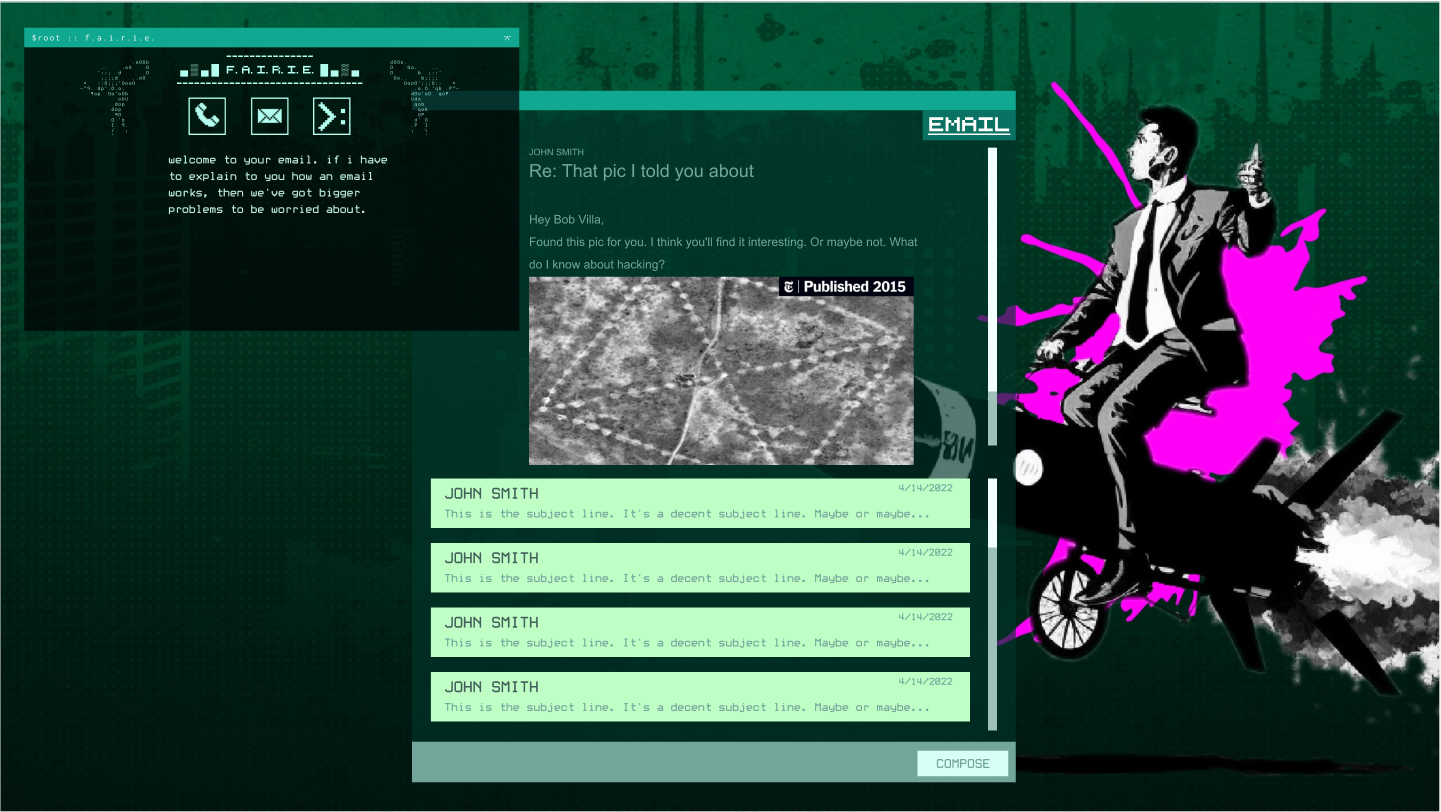 $root :: f.a.i.r.i.e.
F.A.I.R.I.E.
welcome to your email. if i have
to explain to you how an email
works, then we've got bigger
problems to be worried about.
EMAIL
JOHN SMITH
Re: That pic I told you about
Hey Bob Villa,
Found this pic for you. I think you'll find it interesting. Or maybe not. What
do I know about hacking?
Published 2015
JOHN SMITH 4/14/2022
This is the subject line. It's a decent subject line. Maybe or maybe...
JOHN SMITH 4/14/2022
This is the subject line. It's a decent subject line. Maybe or maybe...
JOHN SMITH 4/14/2022
This is the subject line. It's a decent subject line. Maybe or maybe...
JOHN SMITH 4/14/2022
This is the subject line. It's a decent subject line. Maybe or maybe...
COMPOSE